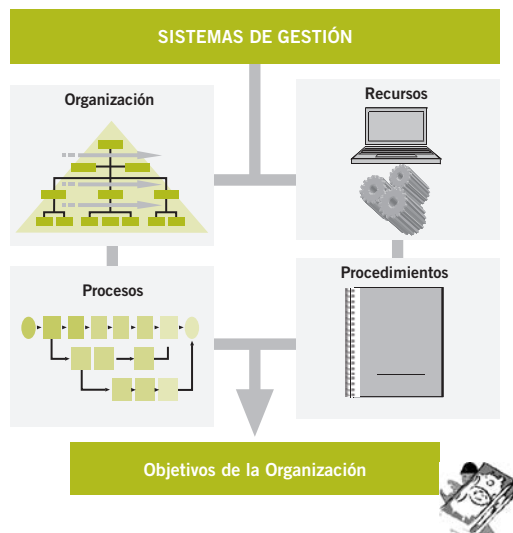 SISTEMAS DE GESTIÓN
Organización
Recursos
Procesos
Procedimientos
Objetivos de la Organización